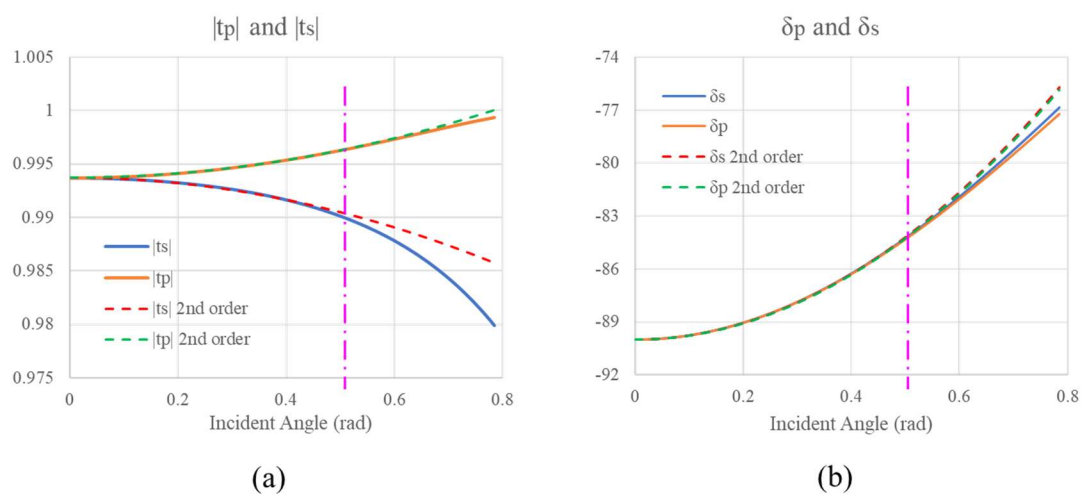 |tp| and |ts|
1.005
1
0.995
0.99
0.985
0.98
0.975
|ts|
|tp|
|ts| 2nd order
|tp| 2nd order
0 0.2 0.4 0.6 0.8
Incident Angle (rad)
(a)
δp and δs
-74
-77
-80
-83
-86
-89
-92
δs
δp
δs 2nd order
δp 2nd order
0 0.2 0.4 0.6 0.8
Incident Angle (rad)
(b)